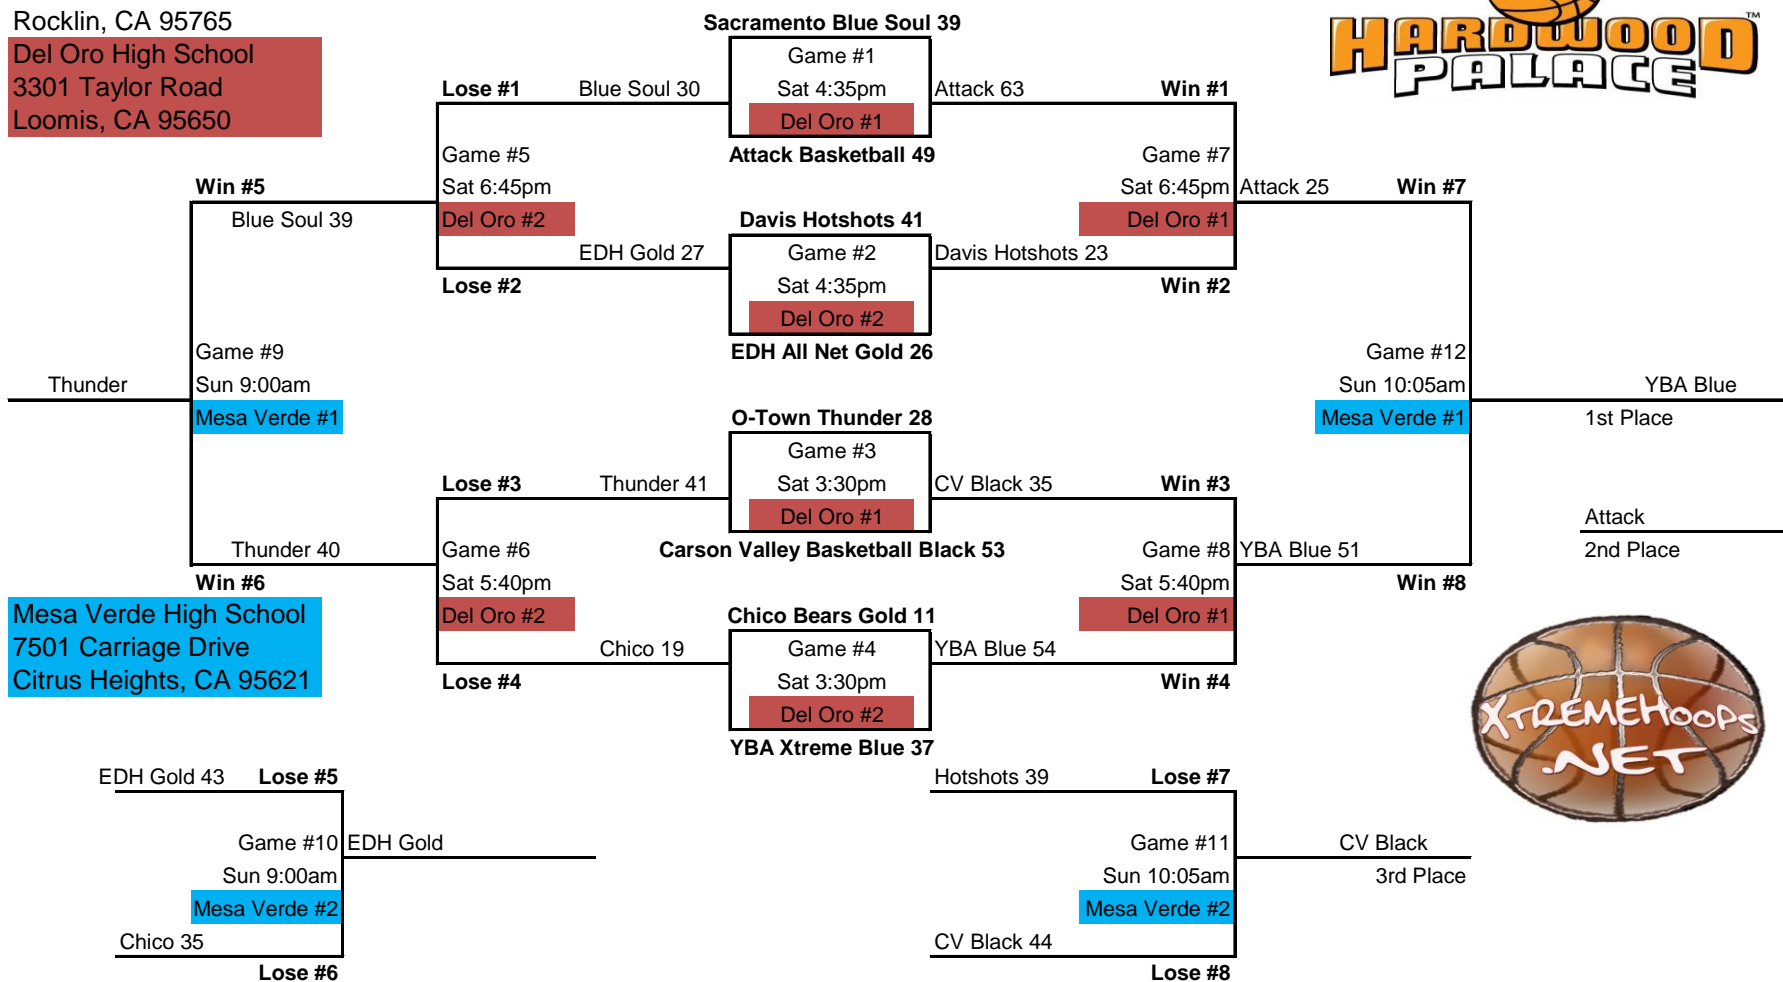 Rocklin, CA 95765
Del Oro High School
3301 Taylor Road
Loomis, CA 95650
HARDWOOD
PALACE
™
Sacramento Blue Soul 39
Game #1
Sat 4:35pm
Del Oro #1
Attack Basketball 49
Lose #1
Blue Soul 30
Attack 63
Win #1
Game #5
Sat 6:45pm
Del Oro #2
Game #7
Sat 6:45pm
Del Oro #1
Win #5
Blue Soul 39
Attack 25
Win #7
Davis Hotshots 41
Game #2
Sat 4:35pm
Del Oro #2
EDH All Net Gold 26
EDH Gold 27
Lose #2
Davis Hotshots 23
Win #2
Game #9
Sun 9:00am
Mesa Verde #1
Thunder
Game #12
Sun 10:05am
Mesa Verde #1
YBA Blue
1st Place
O-Town Thunder 28
Game #3
Sat 3:30pm
Del Oro #1
Carson Valley Basketball Black 53
Lose #3
Thunder 41
CV Black 35
Win #3
Attack
2nd Place
Thunder 40
Win #6
Game #6
Sat 5:40pm
Del Oro #2
Game #8
Sat 5:40pm
Del Oro #1
YBA Blue 51
Win #8
Mesa Verde High School
7501 Carriage Drive
Citrus Heights, CA 95621
Chico Bears Gold 11
Game #4
Sat 3:30pm
Del Oro #2
YBA Xtreme Blue 37
Chico 19
Lose #4
YBA Blue 54
Win #4
XTREMEHOOPS
.NET
EDH Gold 43
Lose #5
Game #10
Sun 9:00am
Mesa Verde #2
EDH Gold
Chico 35
Lose #6
Hotshots 39
Lose #7
Game #11
Sun 10:05am
Mesa Verde #2
CV Black
3rd Place
CV Black 44
Lose #8